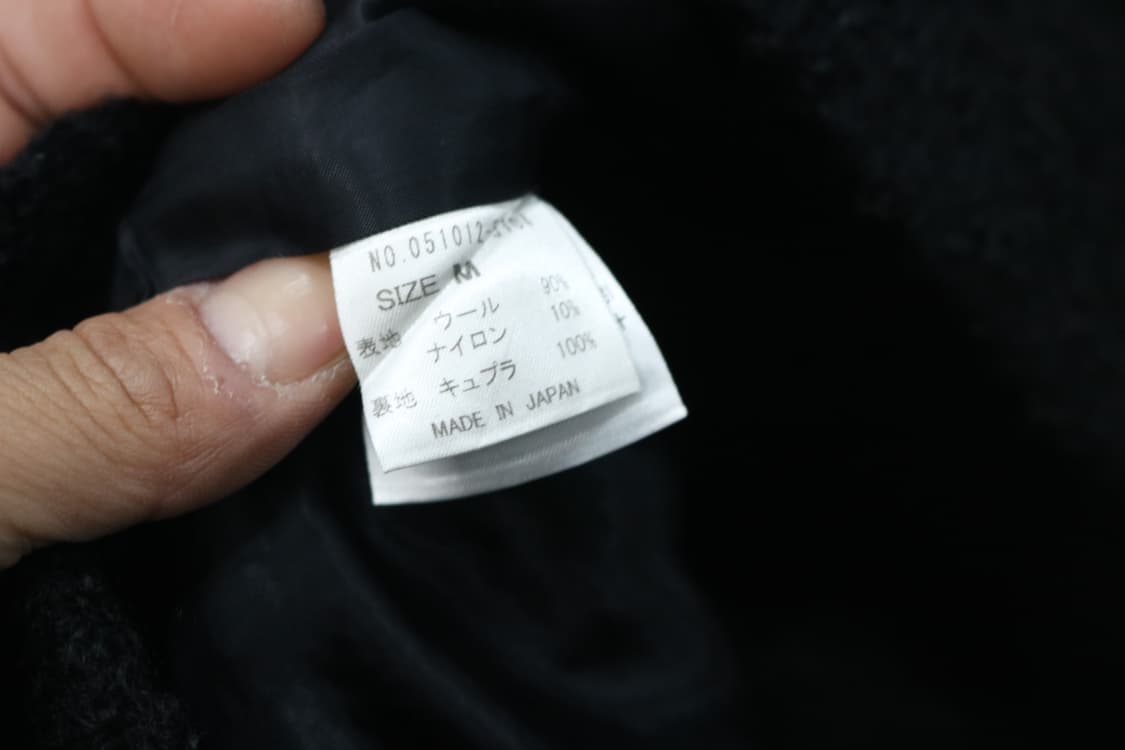 NO.051012-
SIZE M
表地 ウール 90%
ナイロン 10%
裏地 キュプラ 100%
MADE IN JAPAN